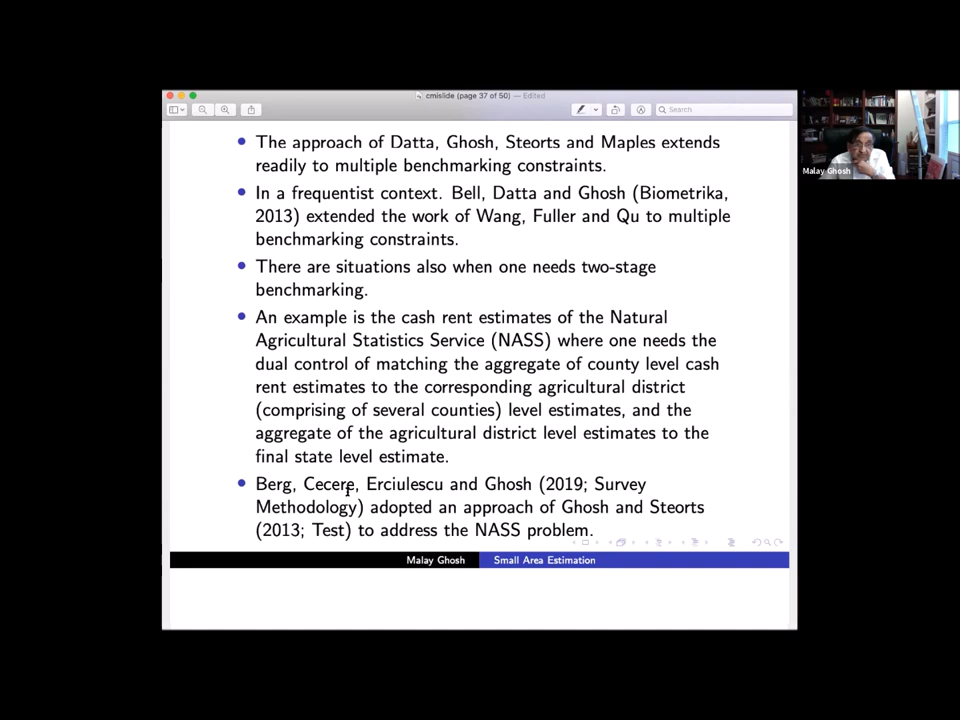 cmislide (page 37 of 50) — Edited
Search
The approach of Datta, Ghosh, Steorts and Maples extends
readily to multiple benchmarking constraints.
In a frequentist context. Bell, Datta and Ghosh (Biometrika,
2013) extended the work of Wang, Fuller and Qu to multiple
benchmarking constraints.
There are situations also when one needs two-stage
benchmarking.
An example is the cash rent estimates of the Natural
Agricultural Statistics Service (NASS) where one needs the
dual control of matching the aggregate of county level cash
rent estimates to the corresponding agricultural district
(comprising of several counties) level estimates, and the
aggregate of the agricultural district level estimates to the
final state level estimate.
Berg, Cecere, Erciulescu and Ghosh (2019; Survey
Methodology) adopted an approach of Ghosh and Steorts
(2013; Test) to address the NASS problem.
Malay Ghosh Small Area Estimation
Malay Ghosh